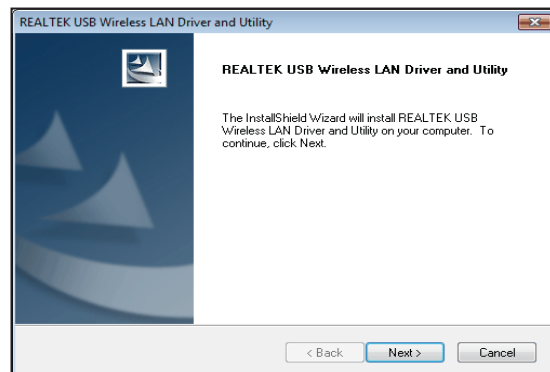 REALTEK USB Wireless LAN Driver and Utility
REALTEK USB Wireless LAN Driver and Utility
The InstallShield Wizard will install REALTEK USB
Wireless LAN Driver and Utility on your computer. To
continue, click Next.
< Back Next > Cancel